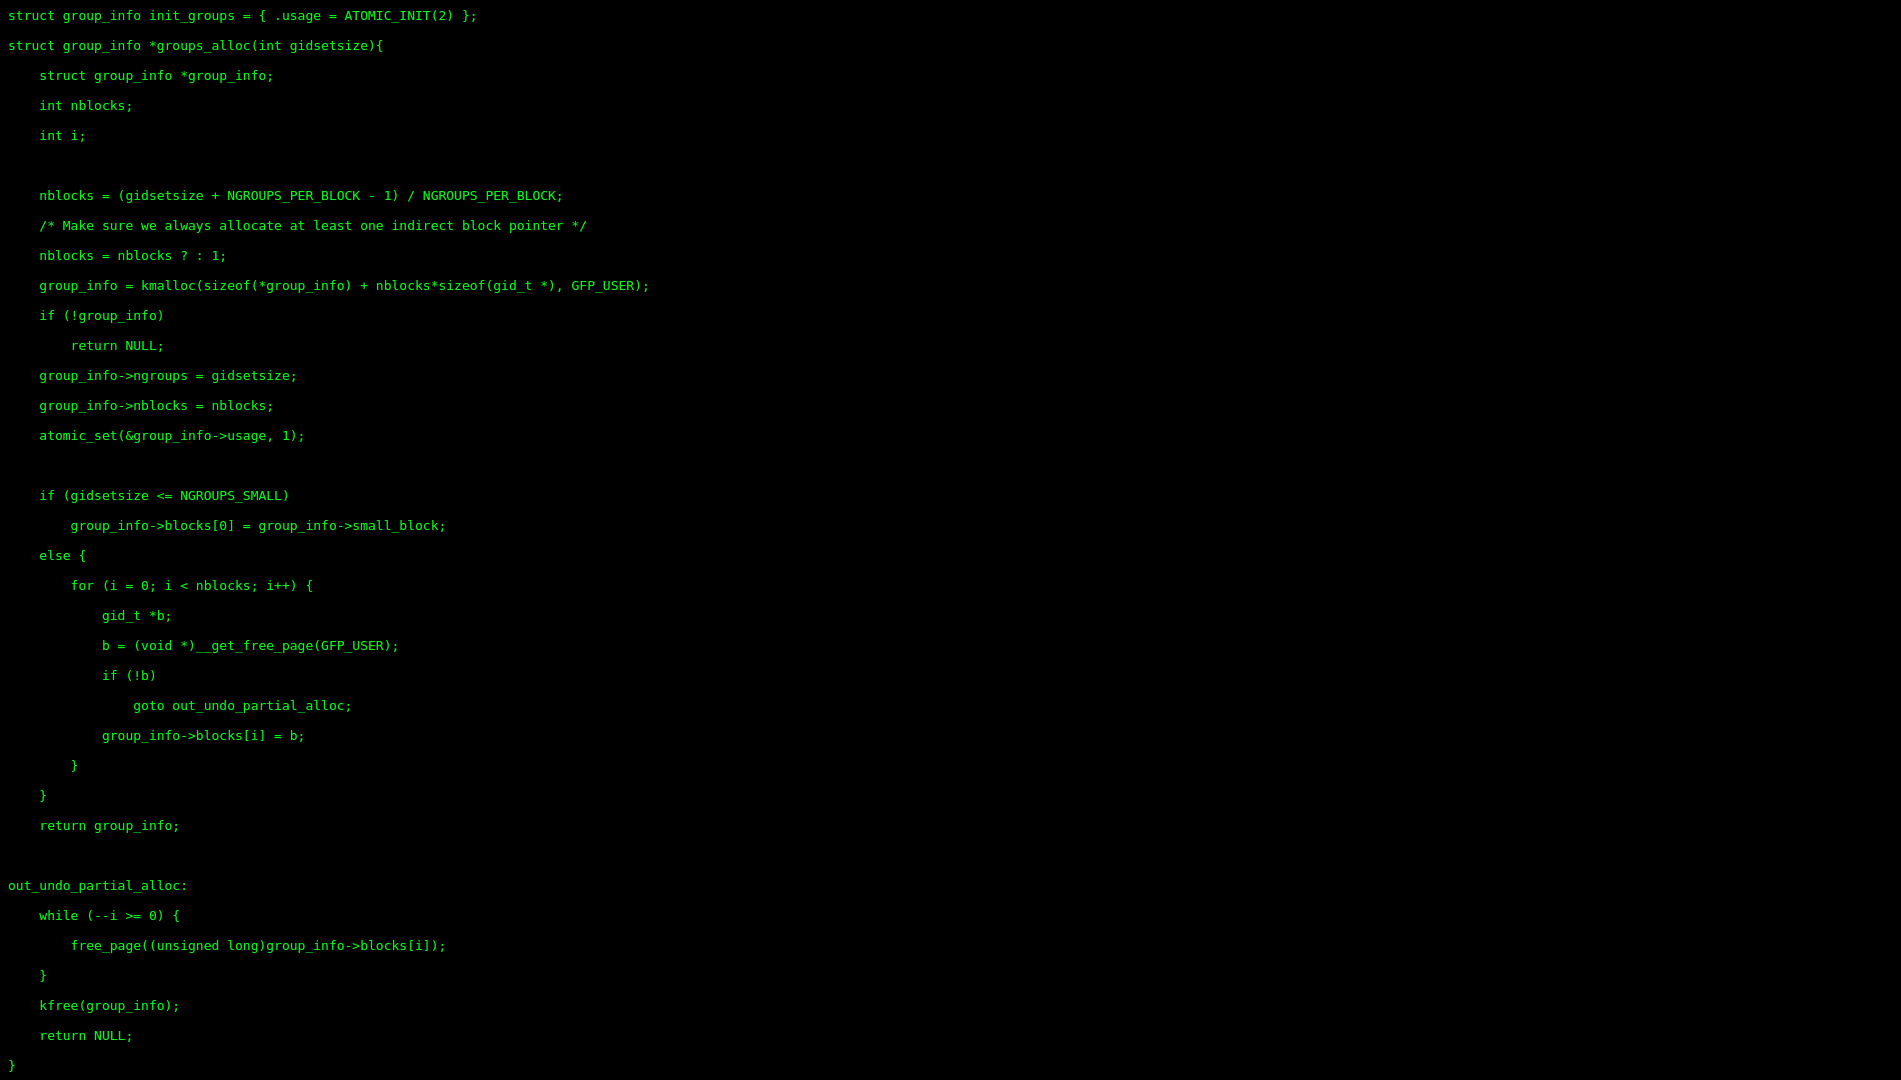 struct group_info init_groups = { .usage = ATOMIC_INIT(2) };
struct group_info *groups_alloc(int gidsetsize){
    struct group_info *group_info;
    int nblocks;
    int i;

    nblocks = (gidsetsize + NGROUPS_PER_BLOCK - 1) / NGROUPS_PER_BLOCK;
    /* Make sure we always allocate at least one indirect block pointer */
    nblocks = nblocks ? : 1;
    group_info = kmalloc(sizeof(*group_info) + nblocks*sizeof(gid_t *), GFP_USER);
    if (!group_info)
        return NULL;
    group_info->ngroups = gidsetsize;
    group_info->nblocks = nblocks;
    atomic_set(&group_info->usage, 1);

    if (gidsetsize <= NGROUPS_SMALL)
        group_info->blocks[0] = group_info->small_block;
    else {
        for (i = 0; i < nblocks; i++) {
            gid_t *b;
            b = (void *)__get_free_page(GFP_USER);
            if (!b)
                goto out_undo_partial_alloc;
            group_info->blocks[i] = b;
        }
    }
    return group_info;

out_undo_partial_alloc:
    while (--i >= 0) {
        free_page((unsigned long)group_info->blocks[i]);
    }
    kfree(group_info);
    return NULL;
}